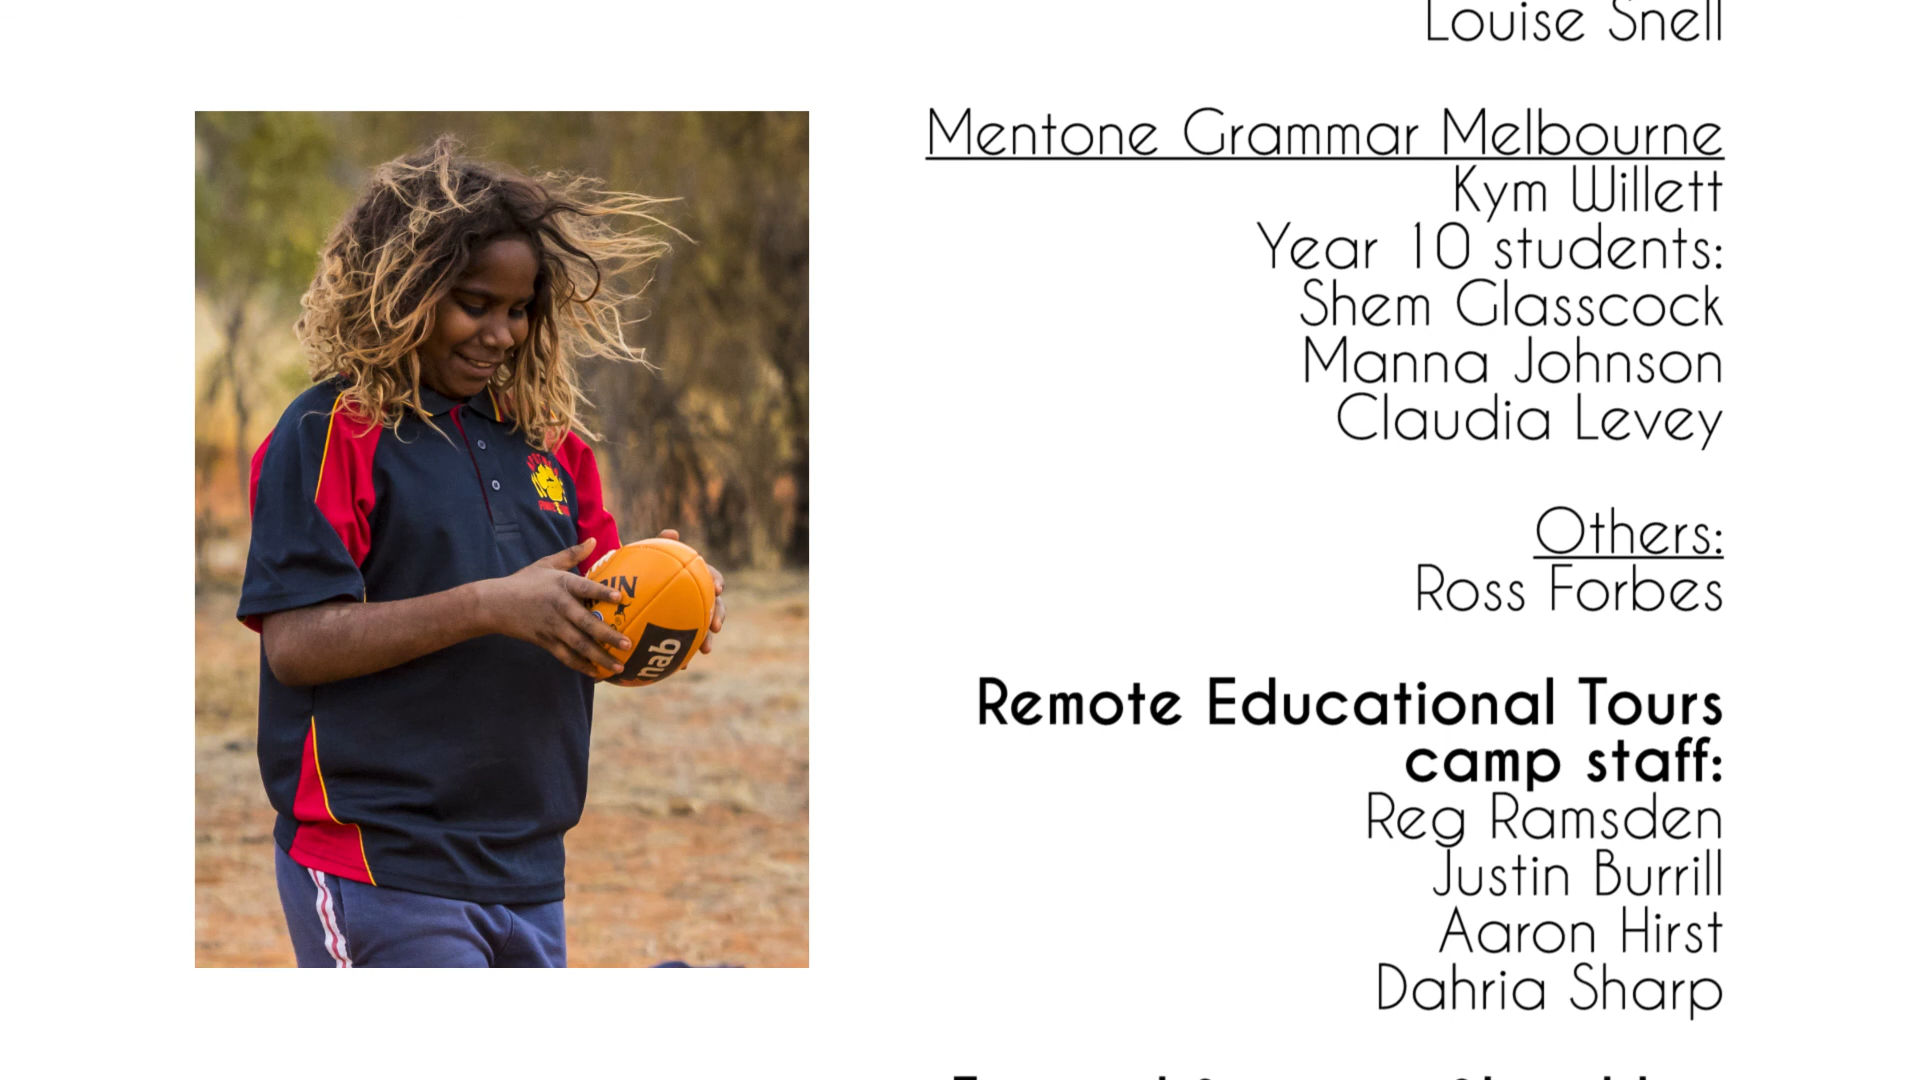 Louise Snell
Mentone Grammar Melbourne
Kym Willett
Year 10 students:
Shem Glasscock
Manna Johnson
Claudia Levey
Others:
Ross Forbes
Remote Educational Tours
camp staff:
Reg Ramsden
Justin Burrill
Aaron Hirst
Dahria Sharp
nab